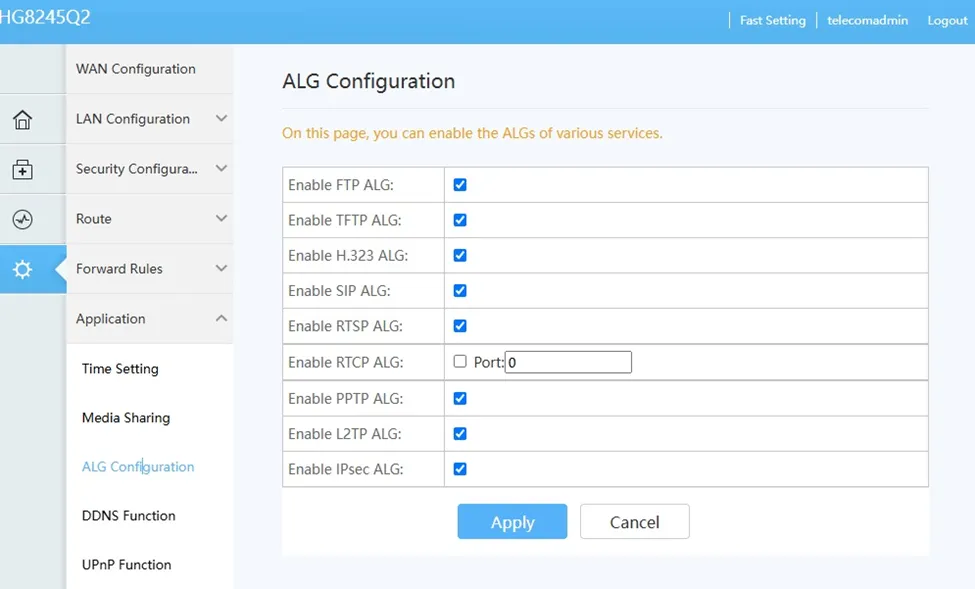 HG8245Q2
Fast Setting
telecomadmin
Logout
WAN Configuration
LAN Configuration
Security Configura...
Route
Forward Rules
Application
Time Setting
Media Sharing
ALG Configuration
DDNS Function
UPnP Function
ALG Configuration
On this page, you can enable the ALGs of various services.
Enable FTP ALG:
Enable TFTP ALG:
Enable H.323 ALG:
Enable SIP ALG:
Enable RTSP ALG:
Enable RTCP ALG: Port: 0
Enable PPTP ALG:
Enable L2TP ALG:
Enable IPsec ALG:
Apply
Cancel